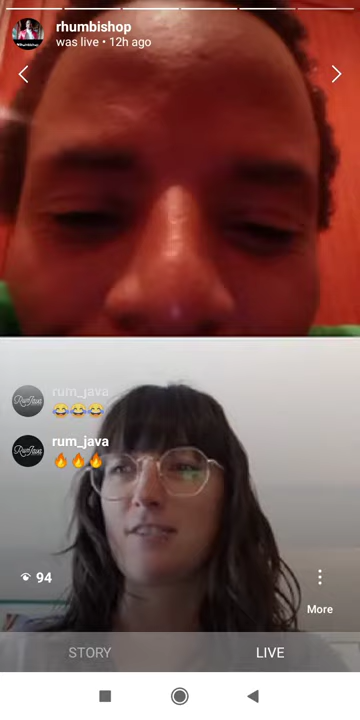 rhumbishop
was live • 12h ago
rum_java
😂😂😂
rum_java
🔥🔥🔥
94
More
STORY
LIVE